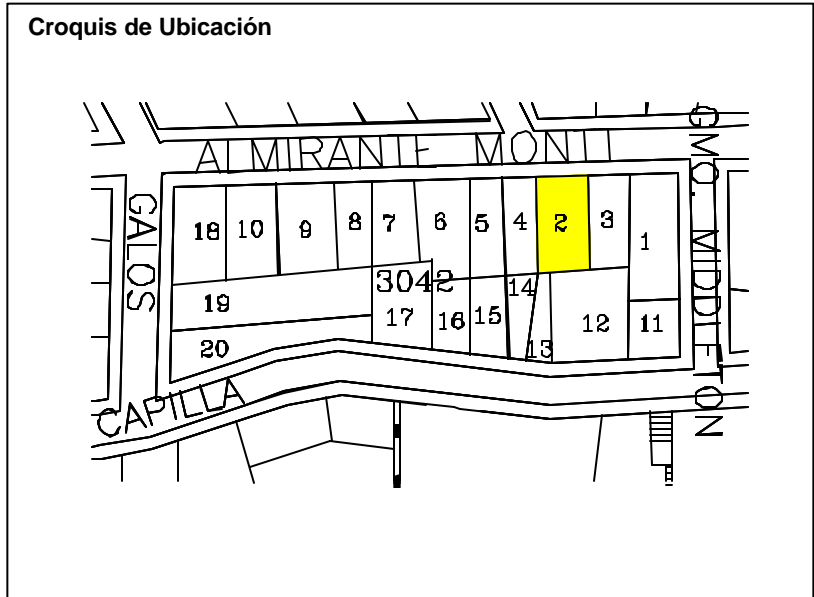 Croquis de Ubicación
ALMIRANTE MONTT
GMO. MIDDLETON
GALOS
18 10 9 8 7 6 5 4 2 3 1
3042
19 17 16 15 14 12 11
20 13
CAPILLA